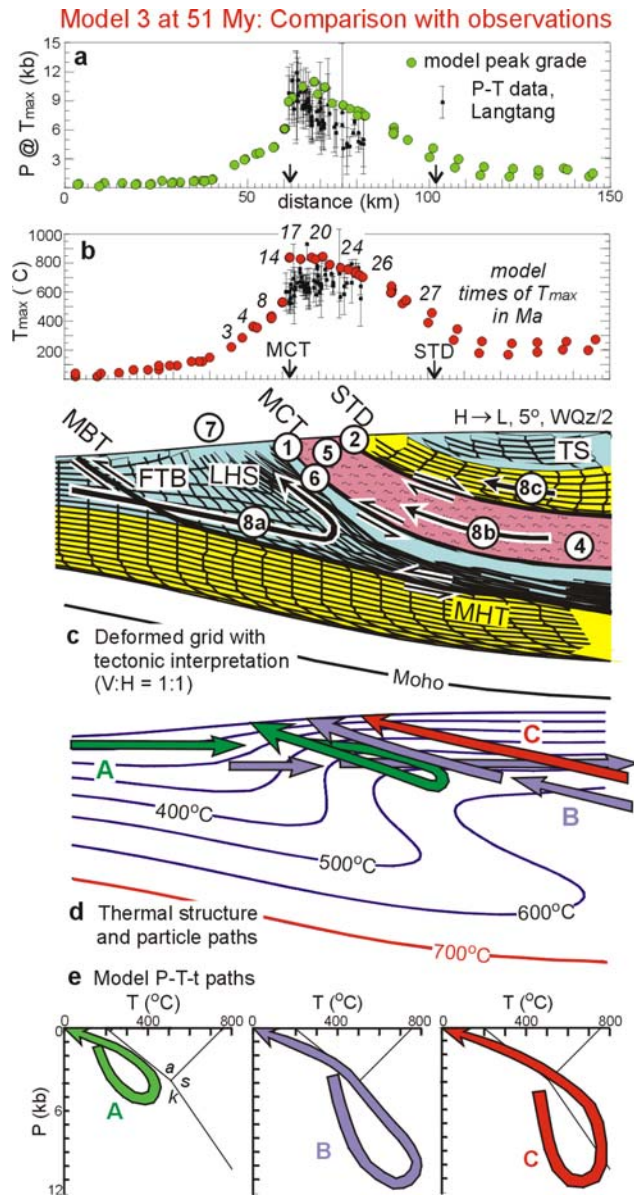 Model 3 at 51 My: Comparison with observations
a
P @ Tmax (kb)
15
12
9
6
3
model peak grade
P-T data,
Langtang
0
distance (km)
50
100
150
b
Tmax (°C)
1000
800
600
400
200
17 20
14
24
26
8
4
3
27
model
times of Tmax
in Ma
MCT
STD
H → L, 5°, WQz/2
MBT
7
MCT
STD
1
2
5
6
TS
FTB
LHS
8c
8a
8b
4
MHT
c Deformed grid with
tectonic interpretation
(V:H = 1:1)
Moho
A
C
B
400°C
500°C
600°C
700°C
d Thermal structure
and particle paths
e Model P-T-t paths
T (°C)
T (°C)
T (°C)
0 400 800
400 800
400 800
P (kb)
0
6
12
a
s
k
A
B
C